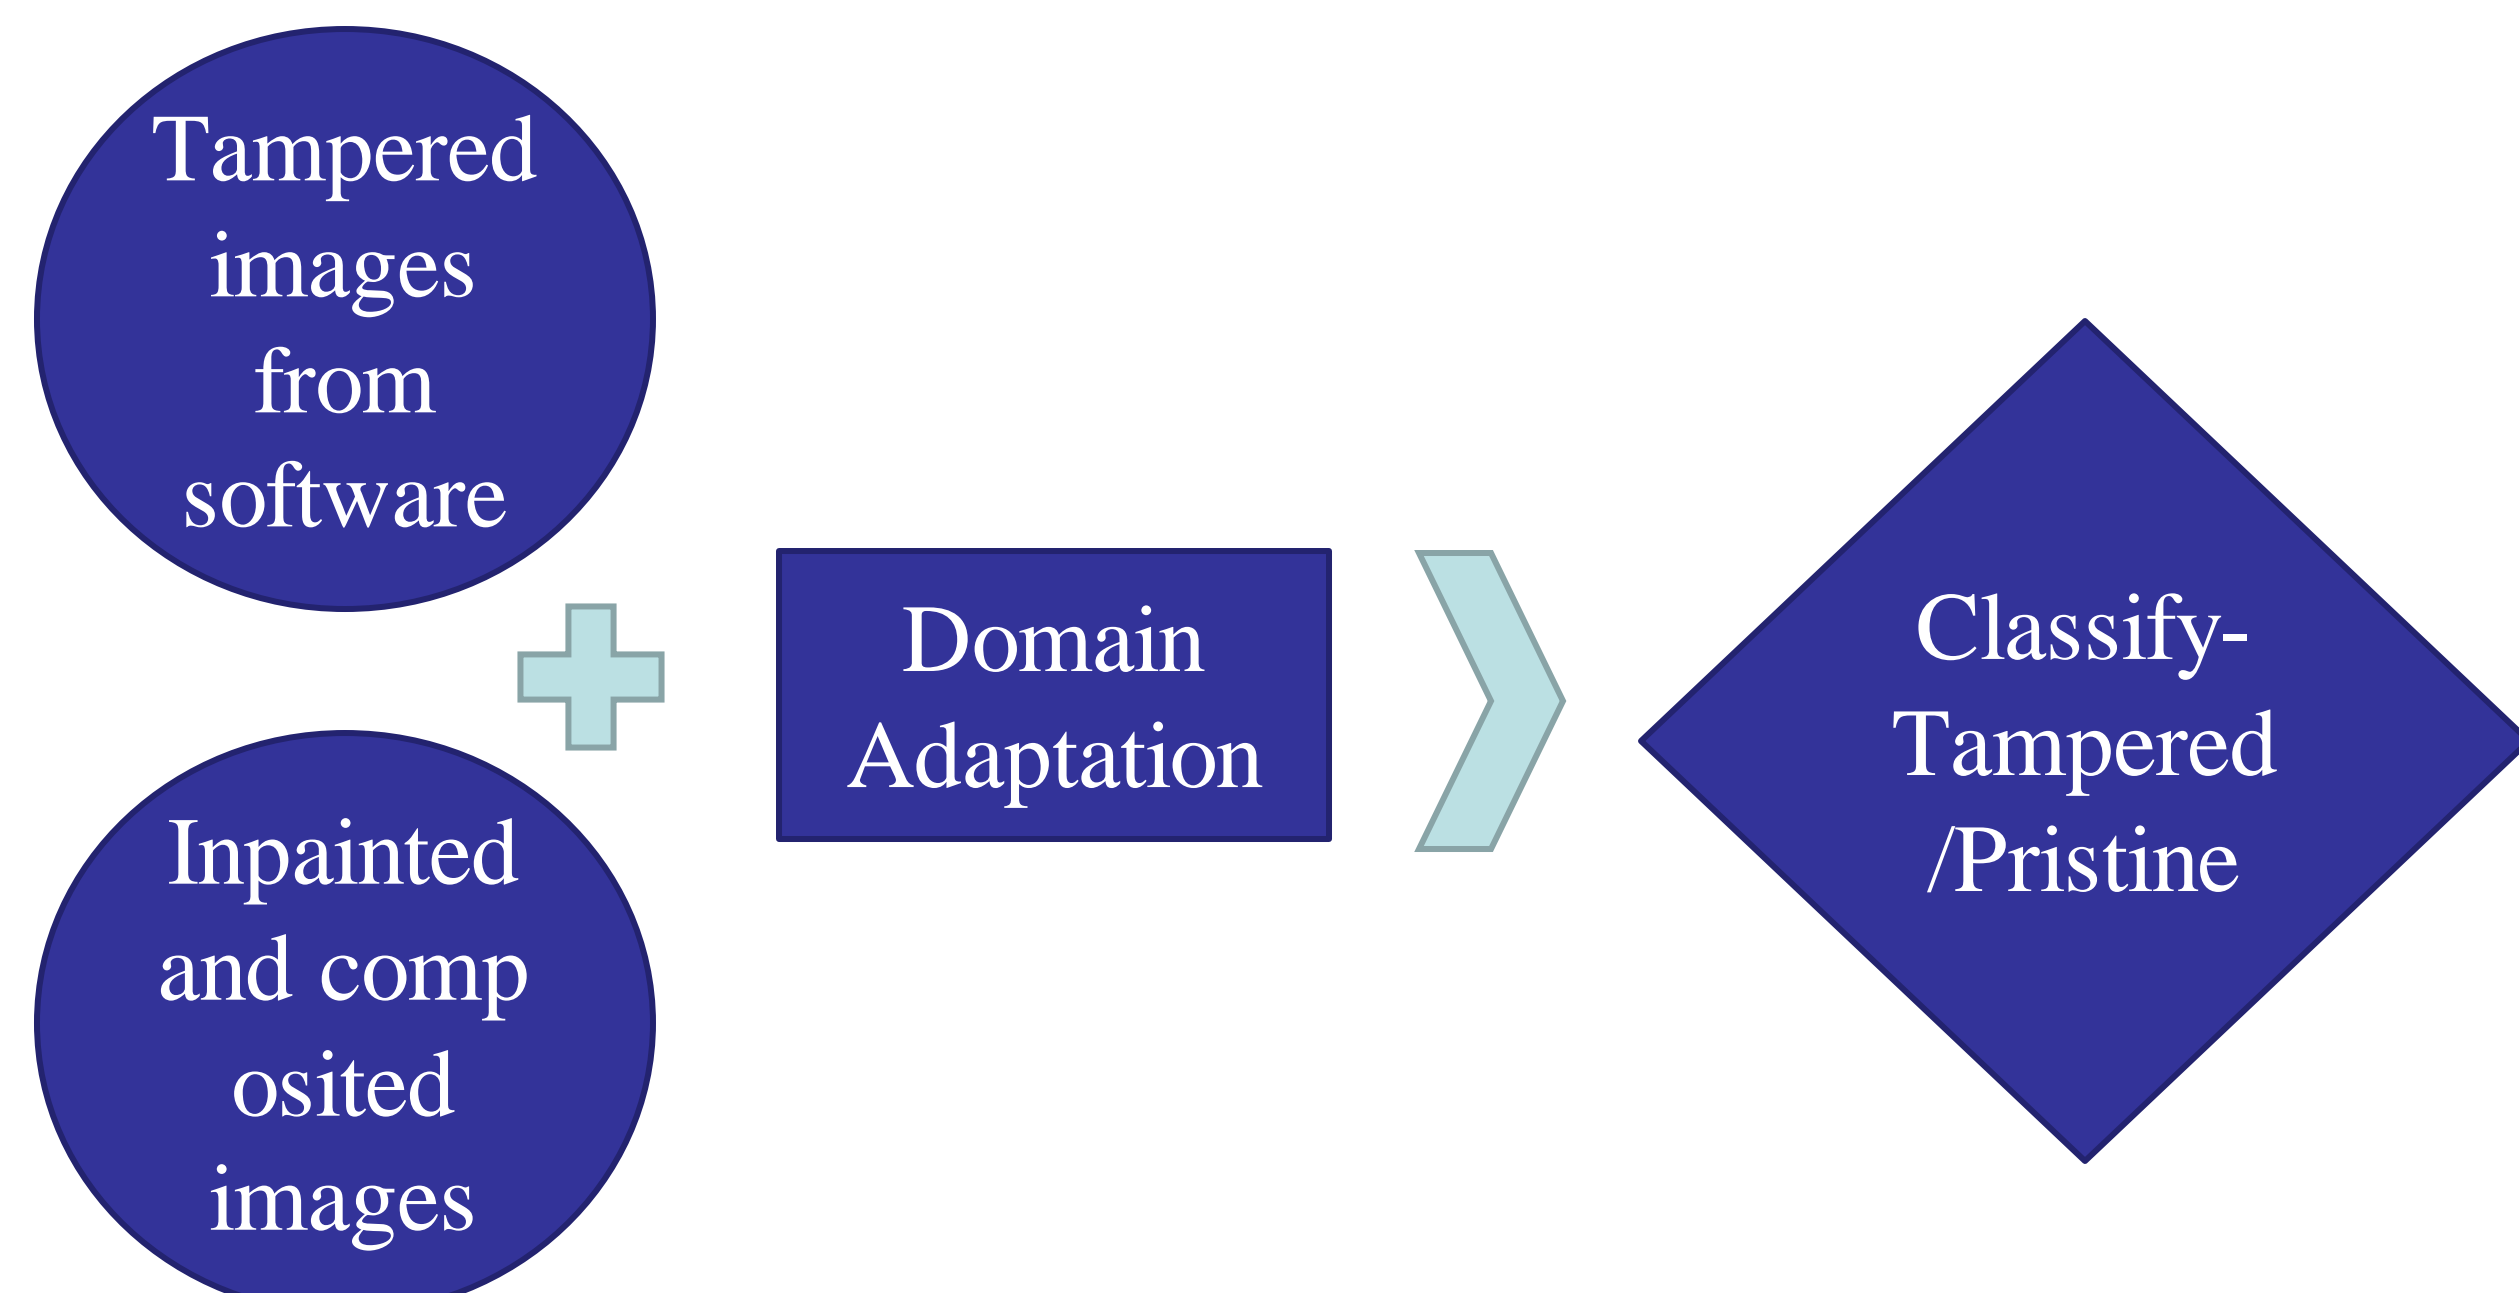 Tampered
images
from
software
Inpainted
and comp
osited
images
Domain
Adaptation
Classify-
Tampered
/Pristine